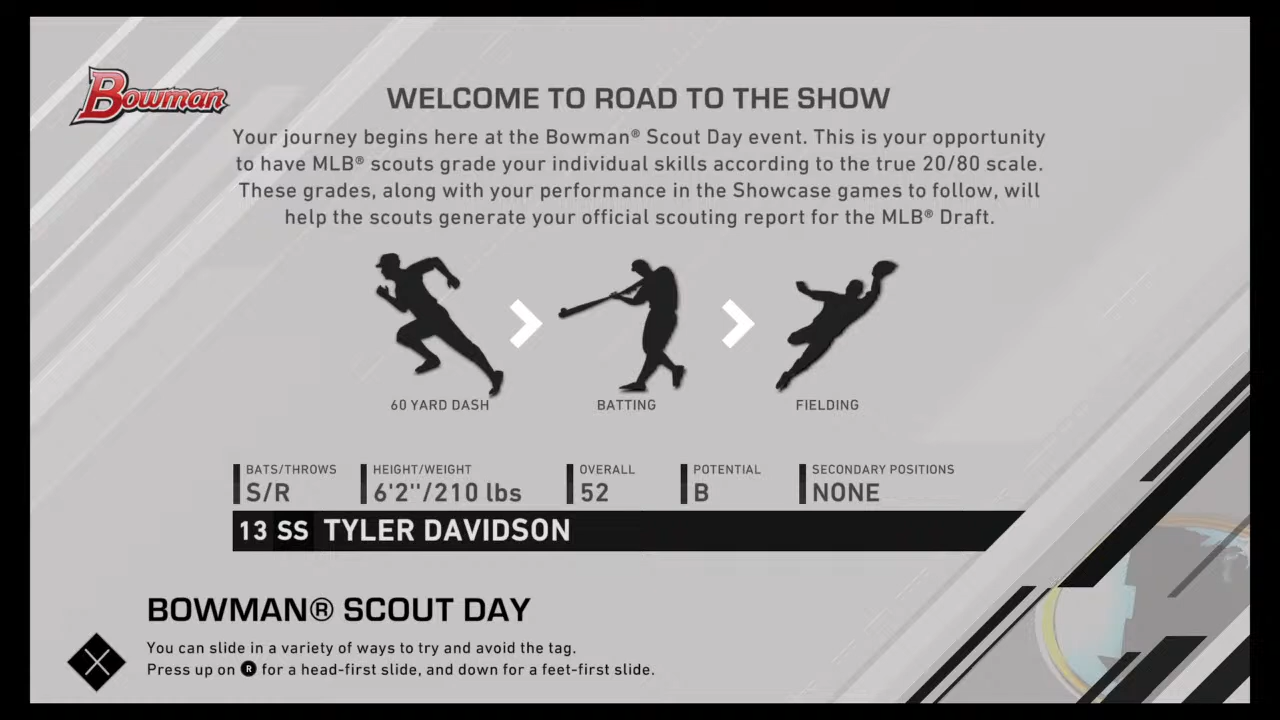 Bowman
WELCOME TO ROAD TO THE SHOW
Your journey begins here at the Bowman® Scout Day event. This is your opportunity
to have MLB® scouts grade your individual skills according to the true 20/80 scale.
These grades, along with your performance in the Showcase games to follow, will
help the scouts generate your official scouting report for the MLB® Draft.
60 YARD DASH
BATTING
FIELDING
BATS/THROWS HEIGHT/WEIGHT OVERALL POTENTIAL SECONDARY POSITIONS
S/R 6'2''/210 lbs 52 B NONE
13 SS TYLER DAVIDSON
BOWMAN® SCOUT DAY
You can slide in a variety of ways to try and avoid the tag.
Press up on R for a head-first slide, and down for a feet-first slide.